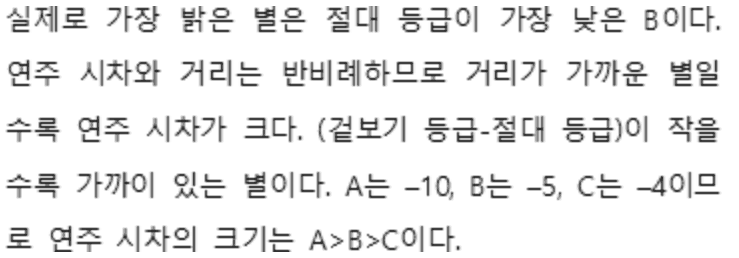 실제로 가장 밝은 별은 절대 등급이 가장 낮은 B이다.
연주 시차와 거리는 반비례하므로 거리가 가까운 별일
수록 연주 시차가 크다. (겉보기 등급-절대 등급)이 작을
수록 가까이 있는 별이다. A는 –10, B는 –5, C는 –4이므
로 연주 시차의 크기는 A>B>C이다.